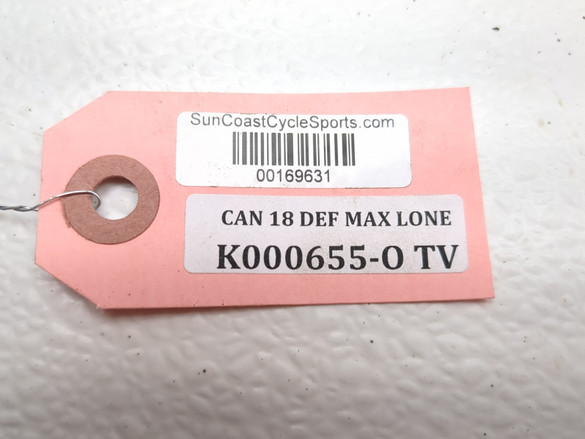 SunCoastCycleSports.com
00169631
CAN 18 DEF MAX LONE
K000655-O TV